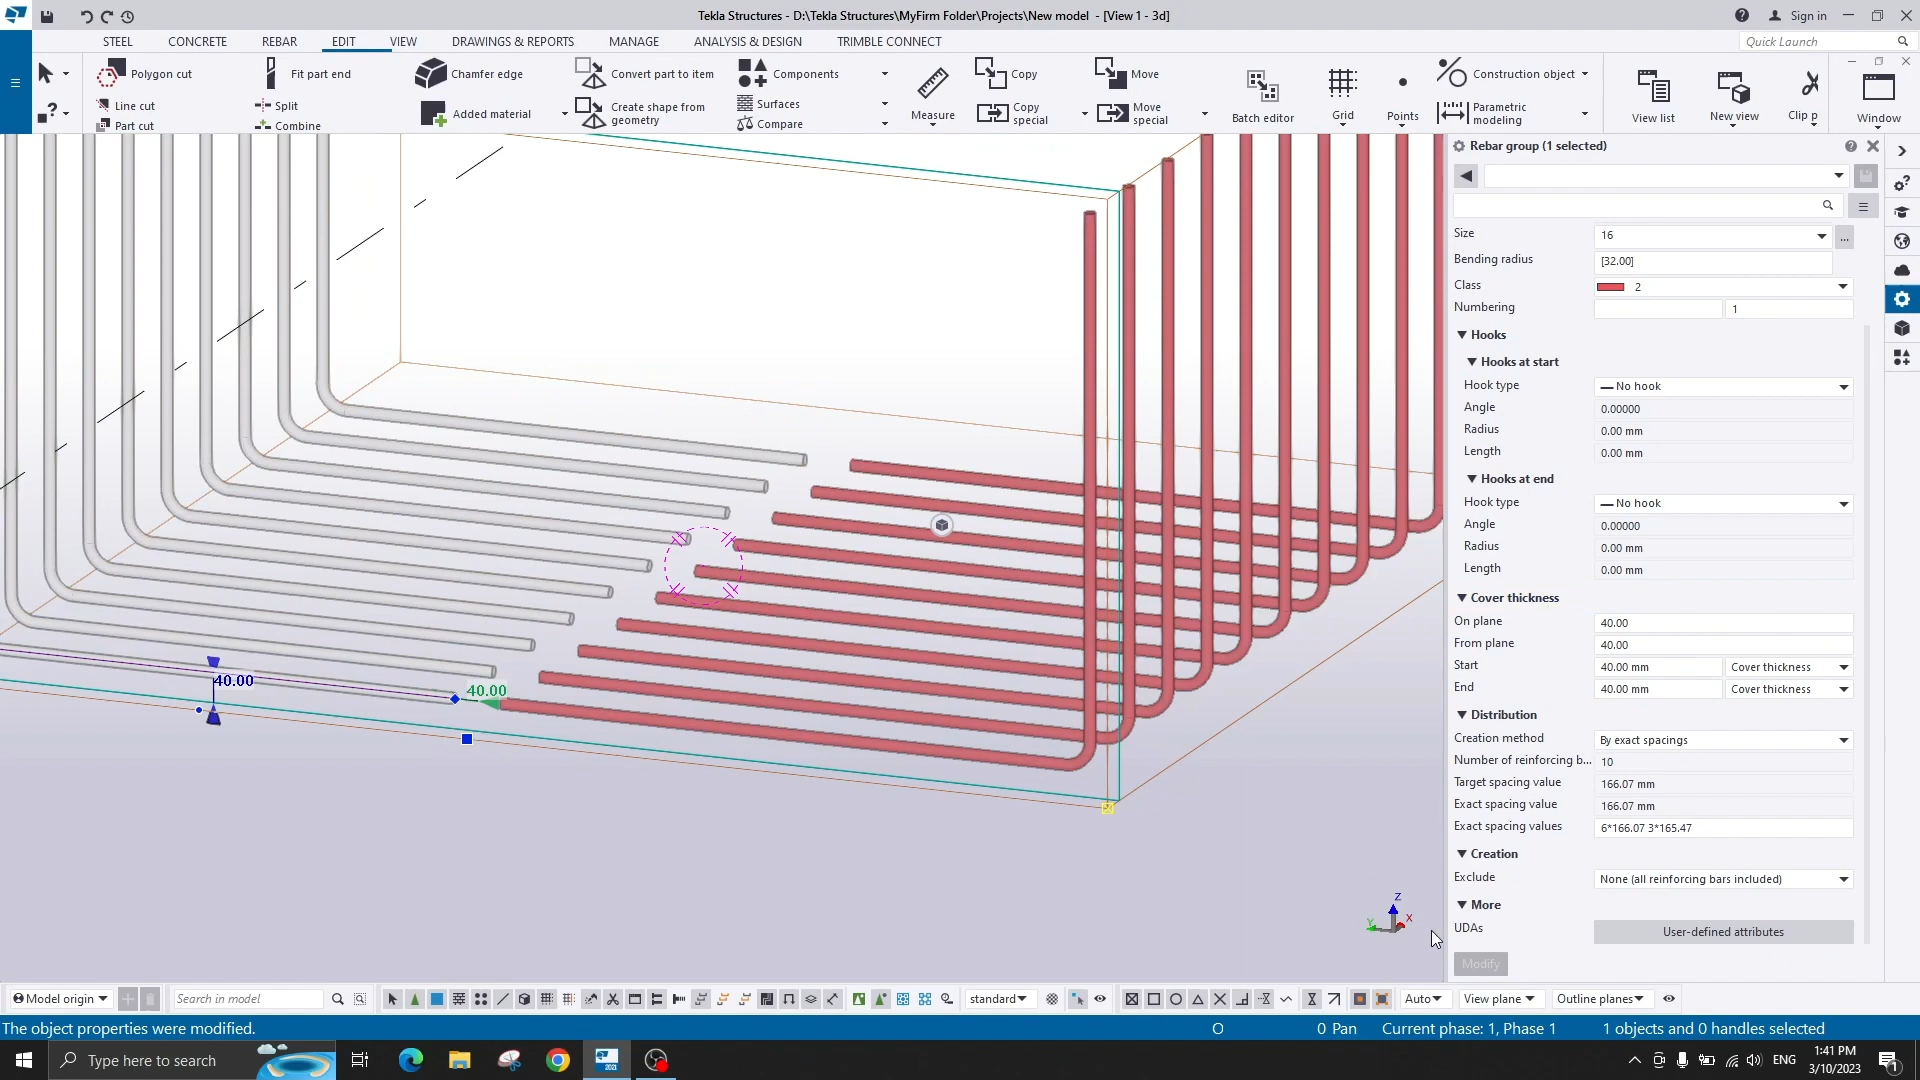 Tekla Structures - D:\Tekla Structures\MyFirm Folder\Projects\New model - [View 1 - 3d]
Sign in
STEEL CONCRETE REBAR EDIT VIEW DRAWINGS & REPORTS MANAGE ANALYSIS & DESIGN TRIMBLE CONNECT
Quick Launch
Polygon cut
Line cut
Part cut
Fit part end
Split
Combine
Chamfer edge
Added material
Convert part to item
Create shape from
geometry
Components
Surfaces
Compare
Measure
Copy
Copy
special
Move
Move
special
Batch editor
Grid
Points
Construction object
Parametric
modeling
View list
New view
Clip p
Window
Rebar group (1 selected)
Size 16
...
Bending radius [32.00]
Class 2
Numbering 1
Hooks
Hooks at start
Hook type No hook
Angle 0.00000
Radius 0.00 mm
Length 0.00 mm
Hooks at end
Hook type No hook
Angle 0.00000
Radius 0.00 mm
Length 0.00 mm
Cover thickness
On plane 40.00
From plane 40.00
Start 40.00 mm Cover thickness
End 40.00 mm Cover thickness
Distribution
Creation method By exact spacings
Number of reinforcing b... 10
Target spacing value 166.07 mm
Exact spacing value 166.07 mm
Exact spacing values 6*166.07 3*165.47
Creation
Exclude None (all reinforcing bars included)
More
UDAs User-defined attributes
Modify
40.00
40.00
Z
Y
X
Model origin
Search in model
standard
Auto
View plane
Outline planes
The object properties were modified.
O
0 Pan
Current phase: 1, Phase 1
1 objects and 0 handles selected
Type here to search
2021
ENG
1:41 PM
3/10/2023
1